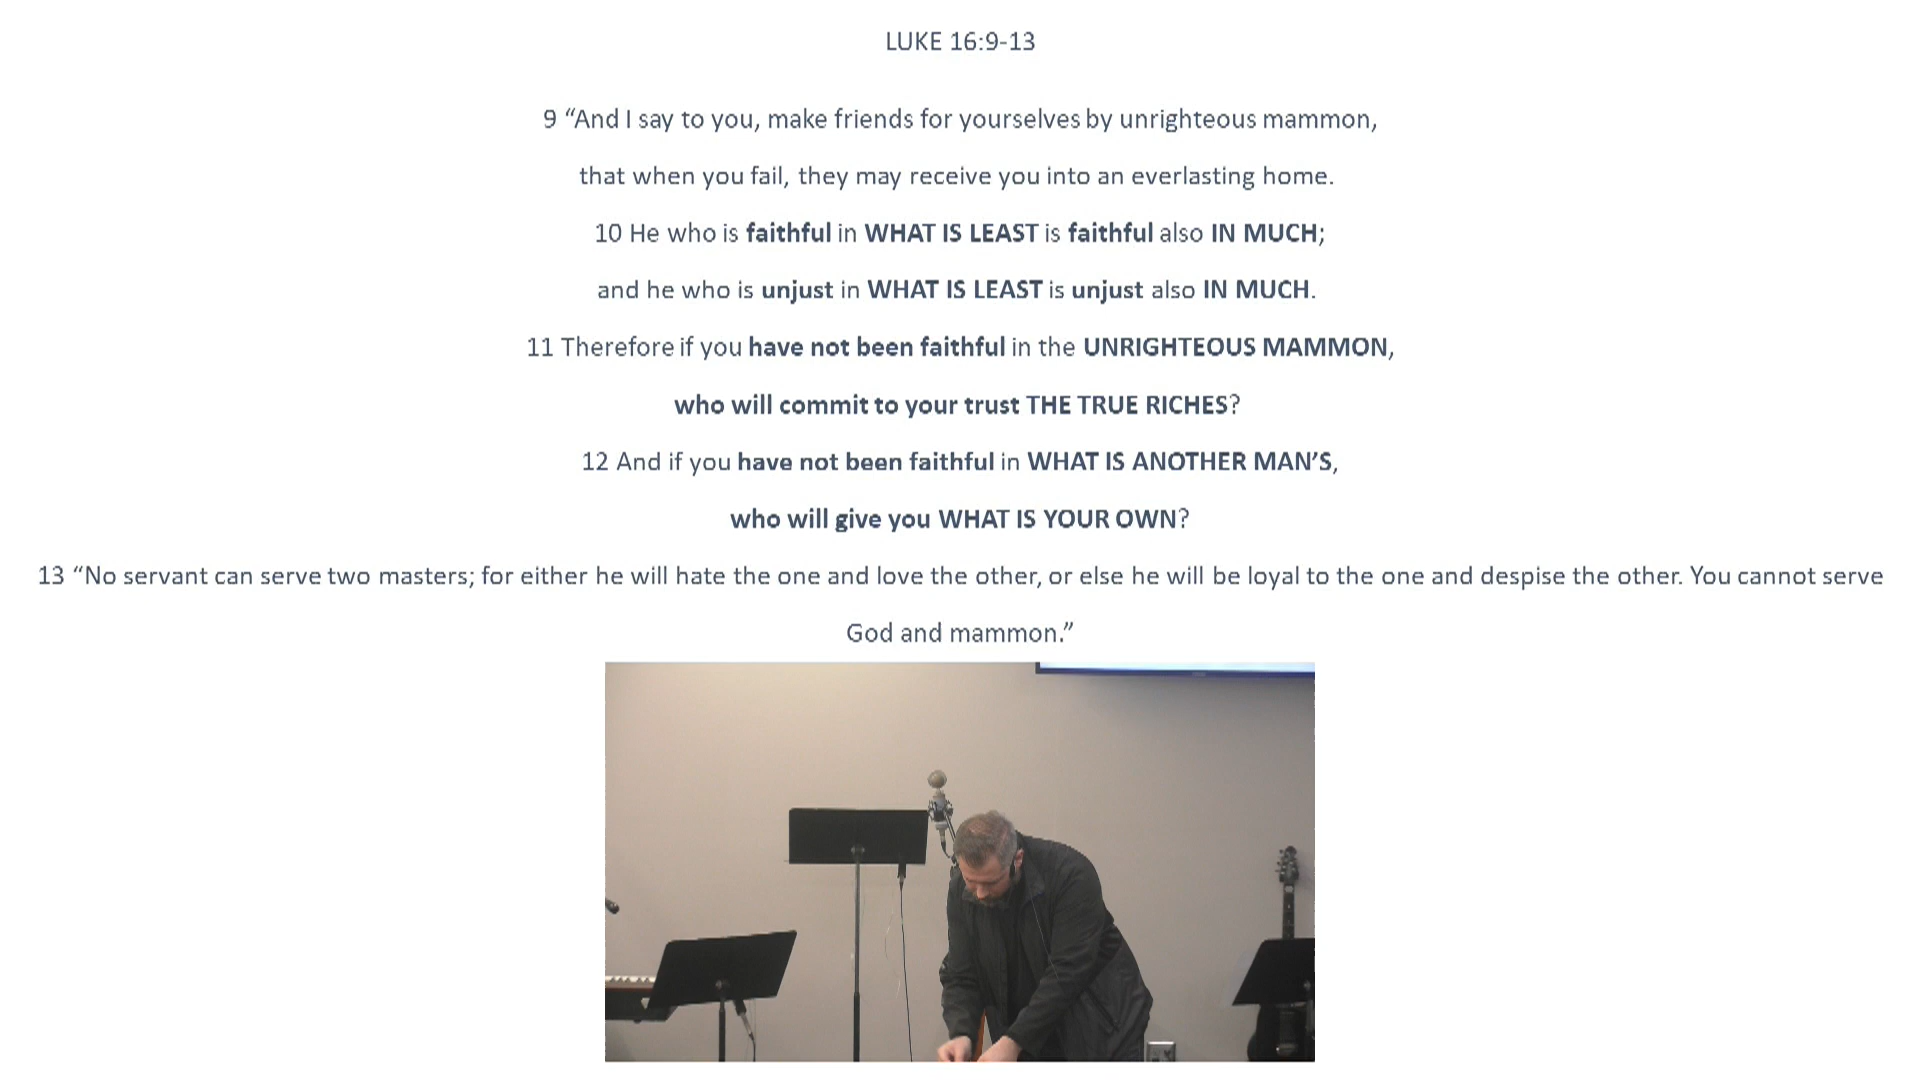 LUKE 16:9-13
9 “And I say to you, make friends for yourselves by unrighteous mammon,
that when you fail, they may receive you into an everlasting home.
10 He who is faithful in WHAT IS LEAST is faithful also IN MUCH;
and he who is unjust in WHAT IS LEAST is unjust also IN MUCH.
11 Therefore if you have not been faithful in the UNRIGHTEOUS MAMMON,
who will commit to your trust THE TRUE RICHES?
12 And if you have not been faithful in WHAT IS ANOTHER MAN’S,
who will give you WHAT IS YOUR OWN?
13 “No servant can serve two masters; for either he will hate the one and love the other, or else he will be loyal to the one and despise the other. You cannot serve
God and mammon.”